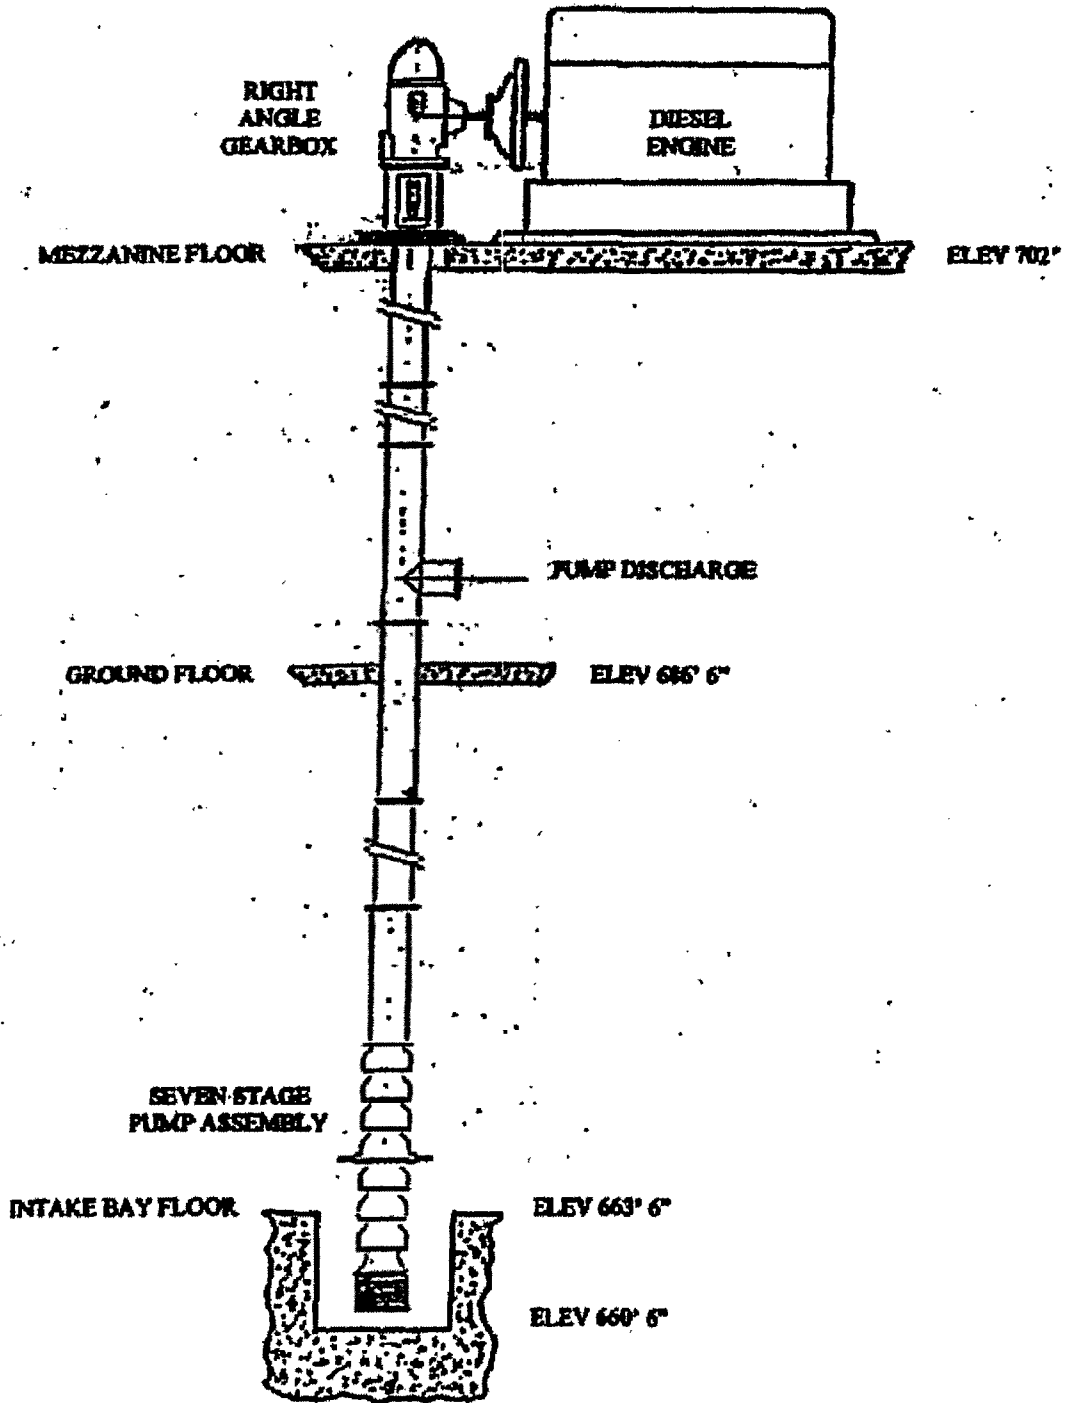 RIGHT
ANGLE
GEARBOX
DIESEL
ENGINE
MEZZANINE FLOOR
ELEV 702'
PUMP DISCHARGE
GROUND FLOOR
ELEV 686' 6"
SEVEN STAGE
PUMP ASSEMBLY
INTAKE BAY FLOOR
ELEV 663' 6"
ELEV 660' 6"